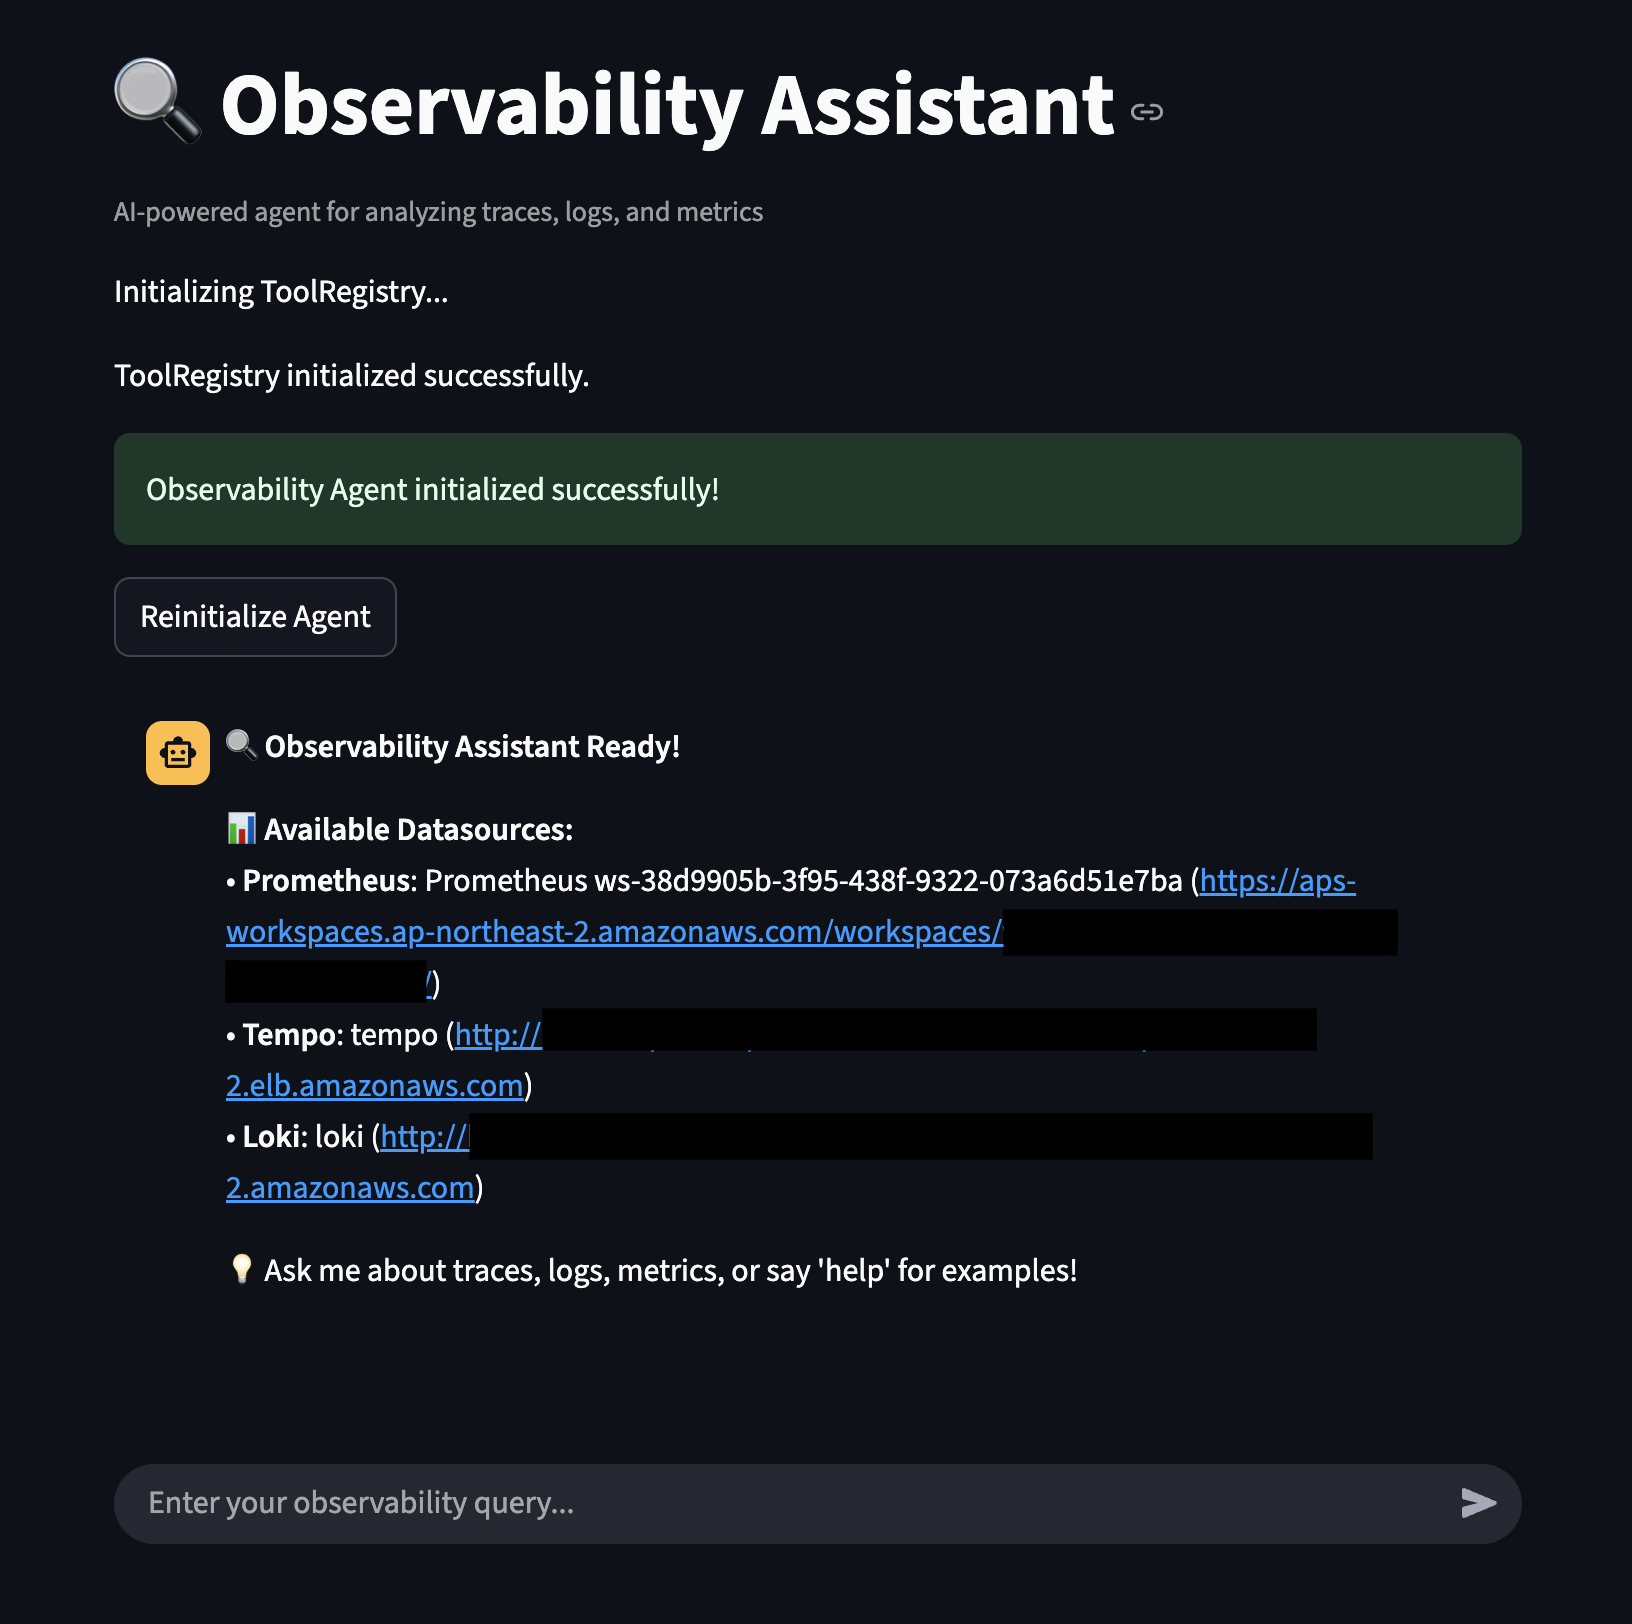 Observability Assistant
AI-powered agent for analyzing traces, logs, and metrics
Initializing ToolRegistry...
ToolRegistry initialized successfully.
Observability Agent initialized successfully!
Reinitialize Agent
Observability Assistant Ready!
Available Datasources:
• Prometheus: Prometheus ws-38d9905b-3f95-438f-9322-073a6d51e7ba (https://aps-
workspaces.ap-northeast-2.amazonaws.com/workspaces/
/)
• Tempo: tempo (http://
2.elb.amazonaws.com)
• Loki: loki (http://
2.amazonaws.com)
Ask me about traces, logs, metrics, or say 'help' for examples!
Enter your observability query...